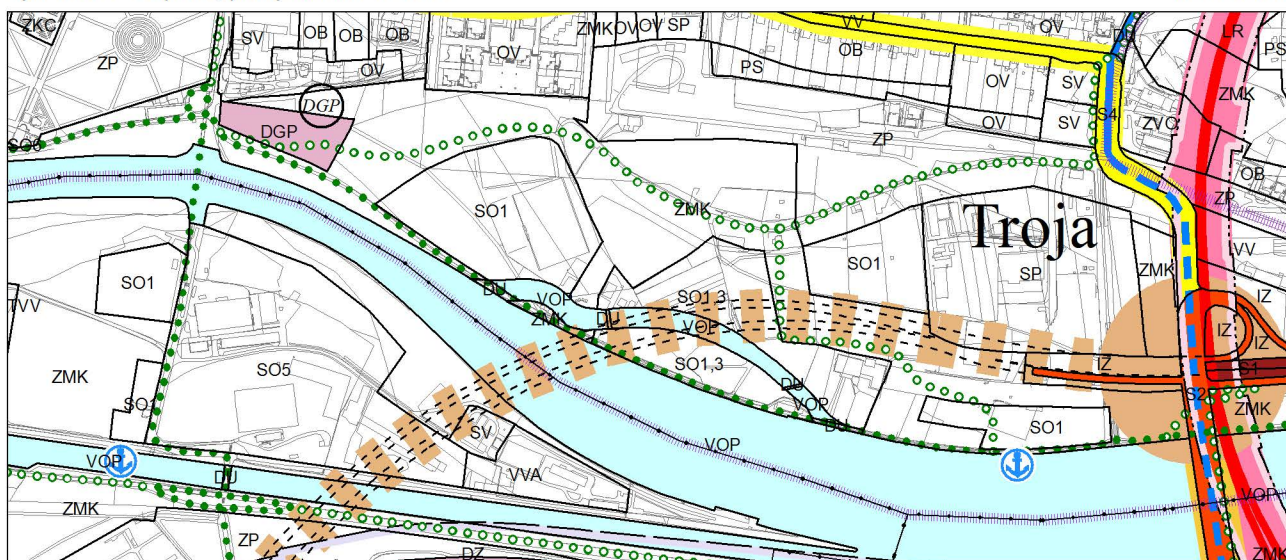 ZKC
ZP
SV
OB
OB
OB
OV
OV
ZMK
OV
OV
SP
PS
VV
OB
OV
OV
DU
LR
PS
ZMK
SV
OV
SV
S4
ZVO
OB
ZP
DGP
DGP
ZP
SO6
SO1
ZMK
Troja
SO1
SP
ZMK
VV
IZ
SO1
TVV
DU
VOP
ZMK
DU
SO1,3
VOP
SO1,3
IZ
IZ
IZ
S1
ZMK
SO5
DU
VOP
S2
ZMK
SO1
SV
VOP
DU
SO1
VOP
DU
VVA
VOP
ZMK
ZP
DZ